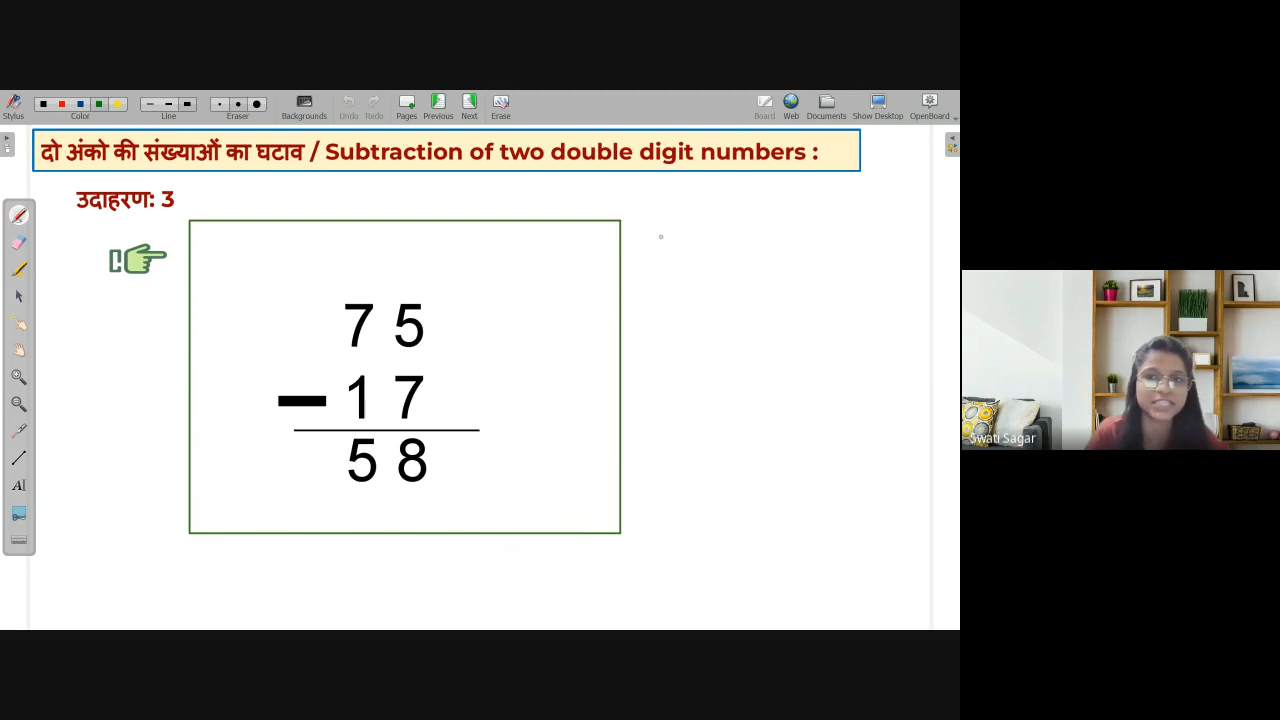 Stylus
Color
Line
Eraser
Backgrounds
Undo
Redo
Pages
Previous
Next
Erase
Board
Web
Documents
Show Desktop
OpenBoard
दो अंको की संख्याओं का घटाव / Subtraction of two double digit numbers :
उदाहरण: 3
7 5
– 1 7
5 8
AI
Swati Sagar